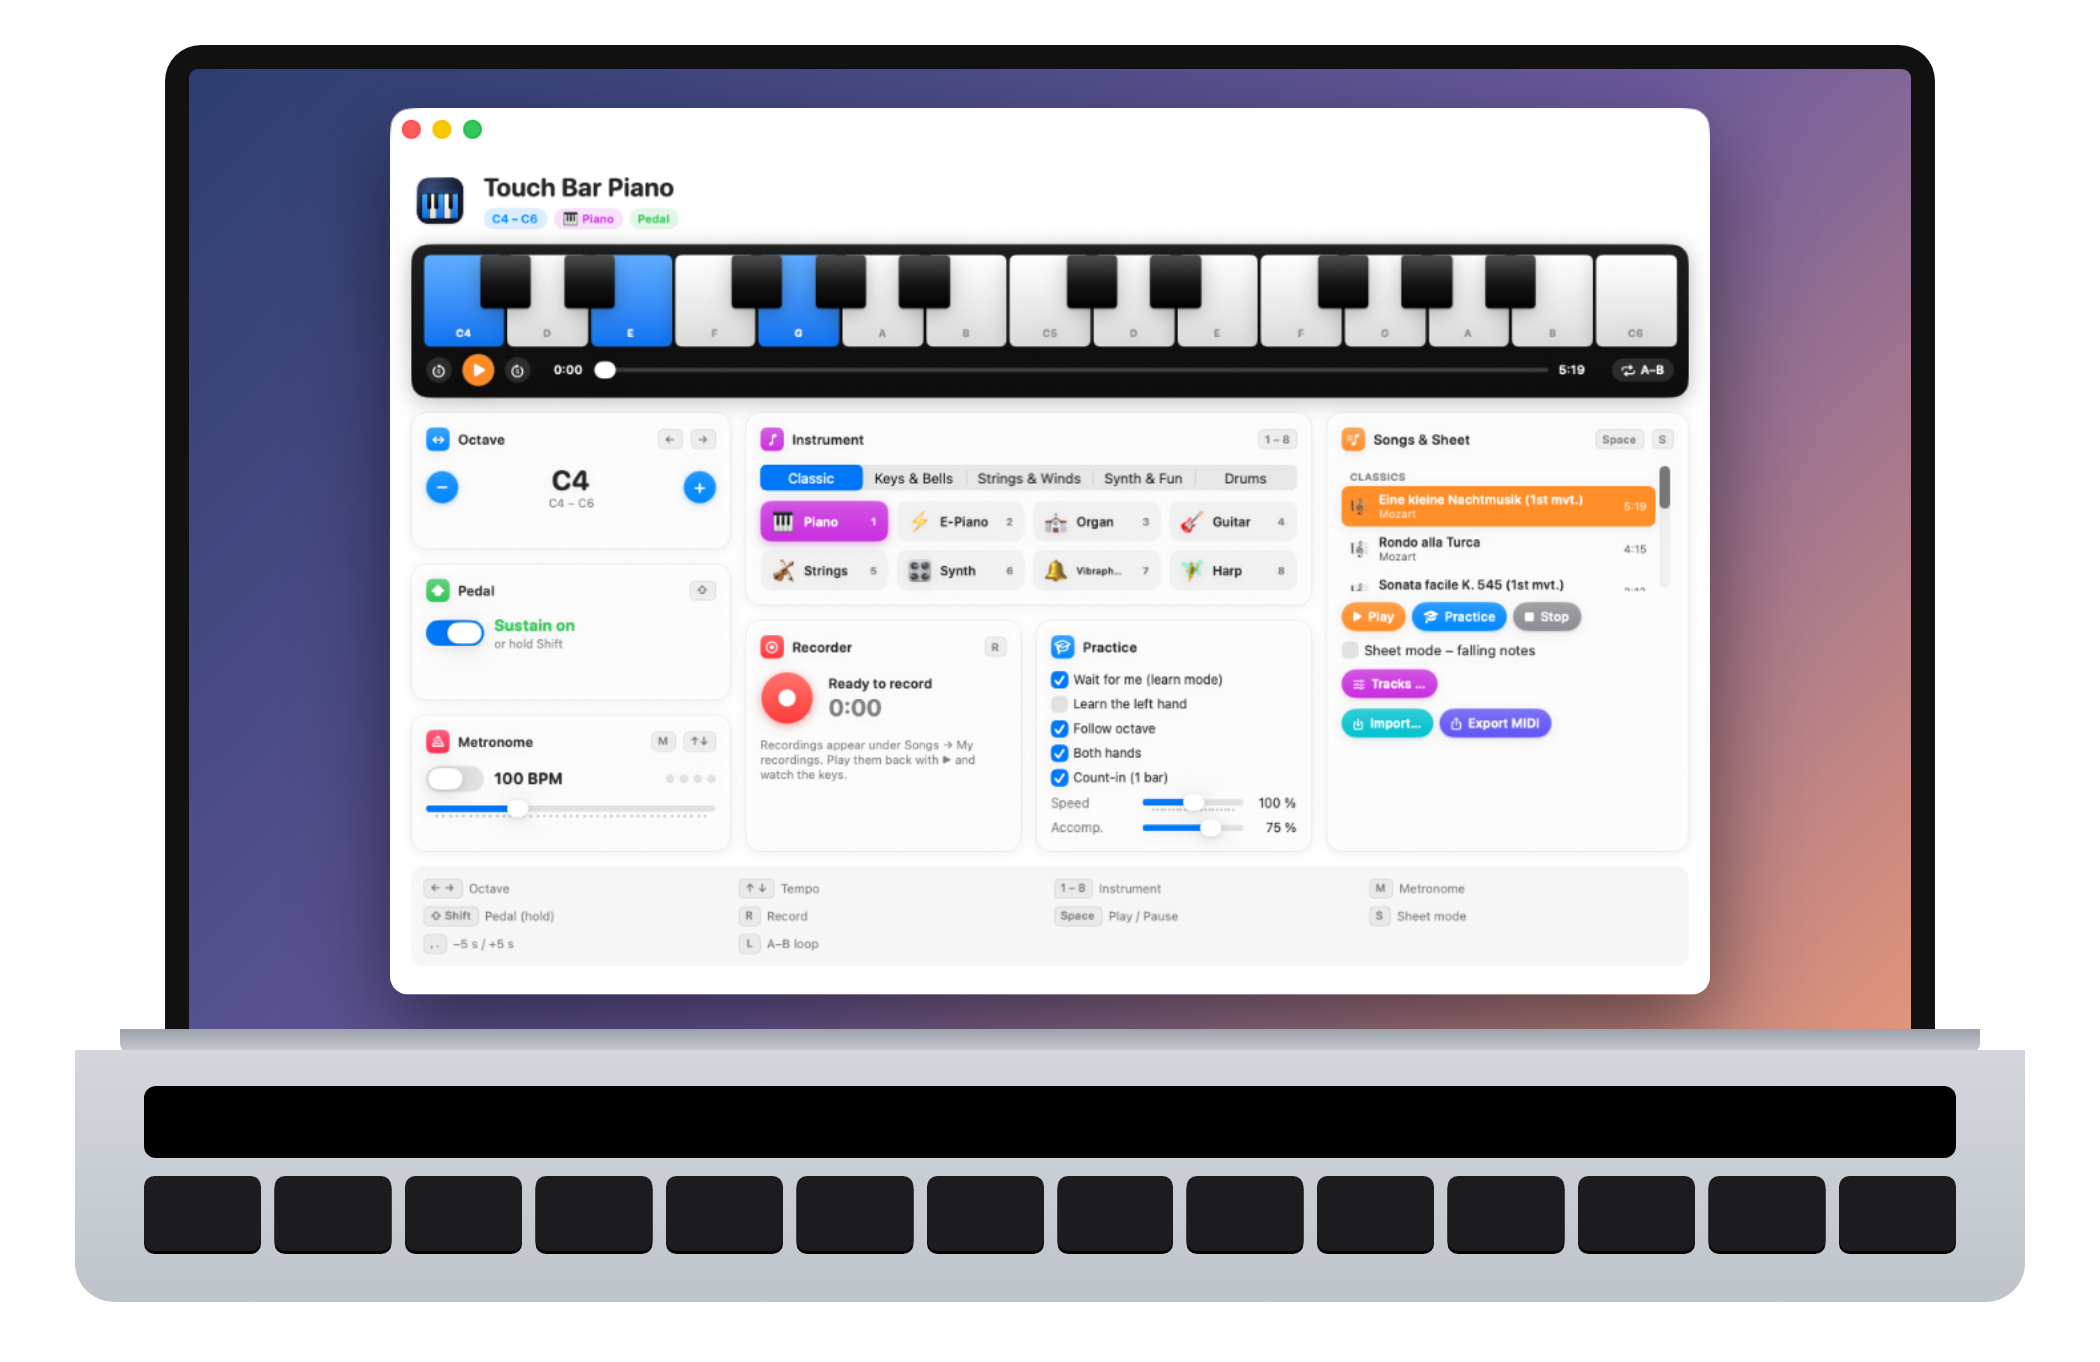 Touch Bar Piano
C4 – C6 Piano Pedal
C4 D E F G A B C5 D E F G A B C6
0:00 5:19 A–B
Octave
C4
C4 – C6
Pedal
Sustain on
or hold Shift
Metronome M
100 BPM
Instrument 1 – 8
Classic Keys & Bells Strings & Winds Synth & Fun Drums
Piano 1 E-Piano 2 Organ 3 Guitar 4
Strings 5 Synth 6 Vibraph... 7 Harp 8
Recorder R
Ready to record
0:00
Recordings appear under Songs → My
recordings. Play them back with ▶ and
watch the keys.
Practice
Wait for me (learn mode)
Learn the left hand
Follow octave
Both hands
Count-in (1 bar)
Speed 100 %
Accomp. 75 %
Songs & Sheet Space S
CLASSICS
Eine kleine Nachtmusik (1st mvt.)
Mozart 5:19
Rondo alla Turca
Mozart 4:15
Sonata facile K. 545 (1st mvt.)
Play Practice Stop
Sheet mode – falling notes
Tracks ...
Import... Export MIDI
← → Octave ↑ ↓ Tempo 1 – 8 Instrument M Metronome
Shift Pedal (hold) R Record Space Play / Pause S Sheet mode
, . −5 s / +5 s L A–B loop